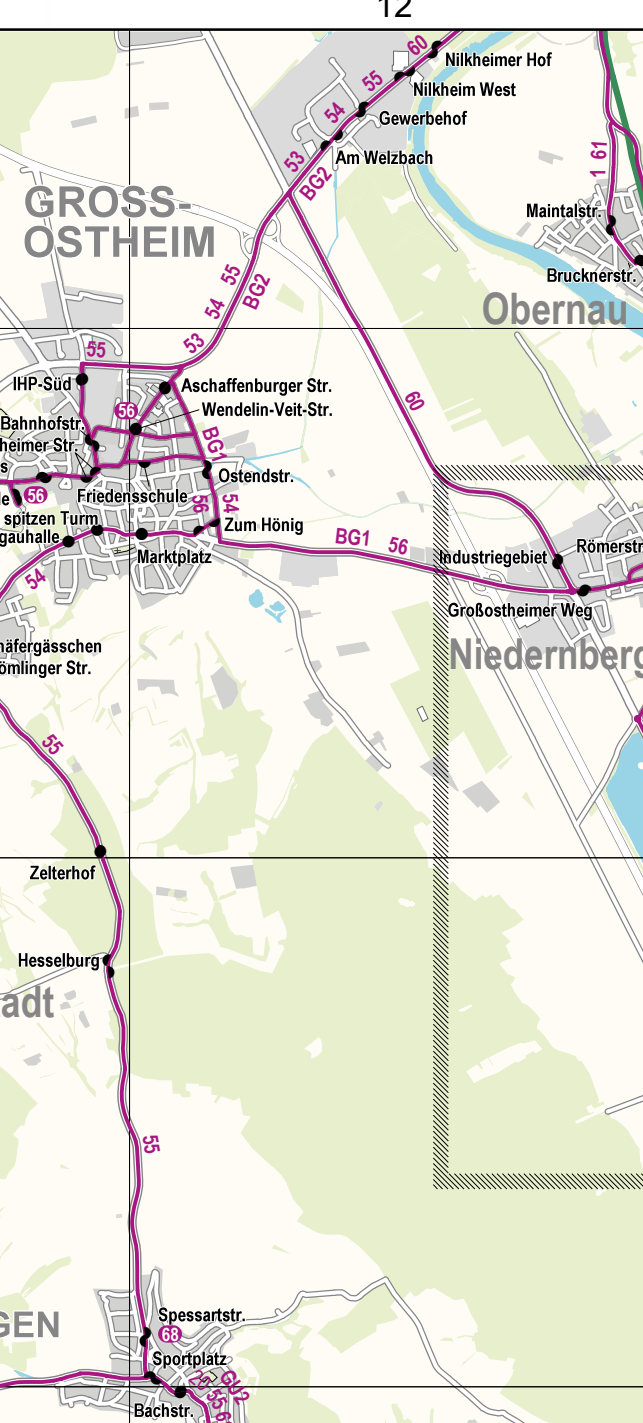 12
60
Nilkheimer Hof
55
Nilkheim West
54
Gewerbehof
53
Am Welzbach
BG2
1 61
GROSS-
OSTHEIM
Maintalstr.
Brucknerstr.
55
BG2
54
Obernau
53
55
IHP-Süd
Aschaffenburger Str.
56
Wendelin-Veit-Str.
60
Bahnhofstr.
heimer Str.
BG1
s
Ostendstr.
le
56
Friedensschule
56
54
spitzen Turm
Zum Hönig
gauhalle
Marktplatz
BG1
56
Industriegebiet
Römerstr
54
Großostheimer Weg
häfergässchen
Niedernberg
ömlinger Str.
55
Zelterhof
Hesselburg
adt
55
Spessartstr.
GEN
68
Sportplatz
GU2
55
Bachstr.